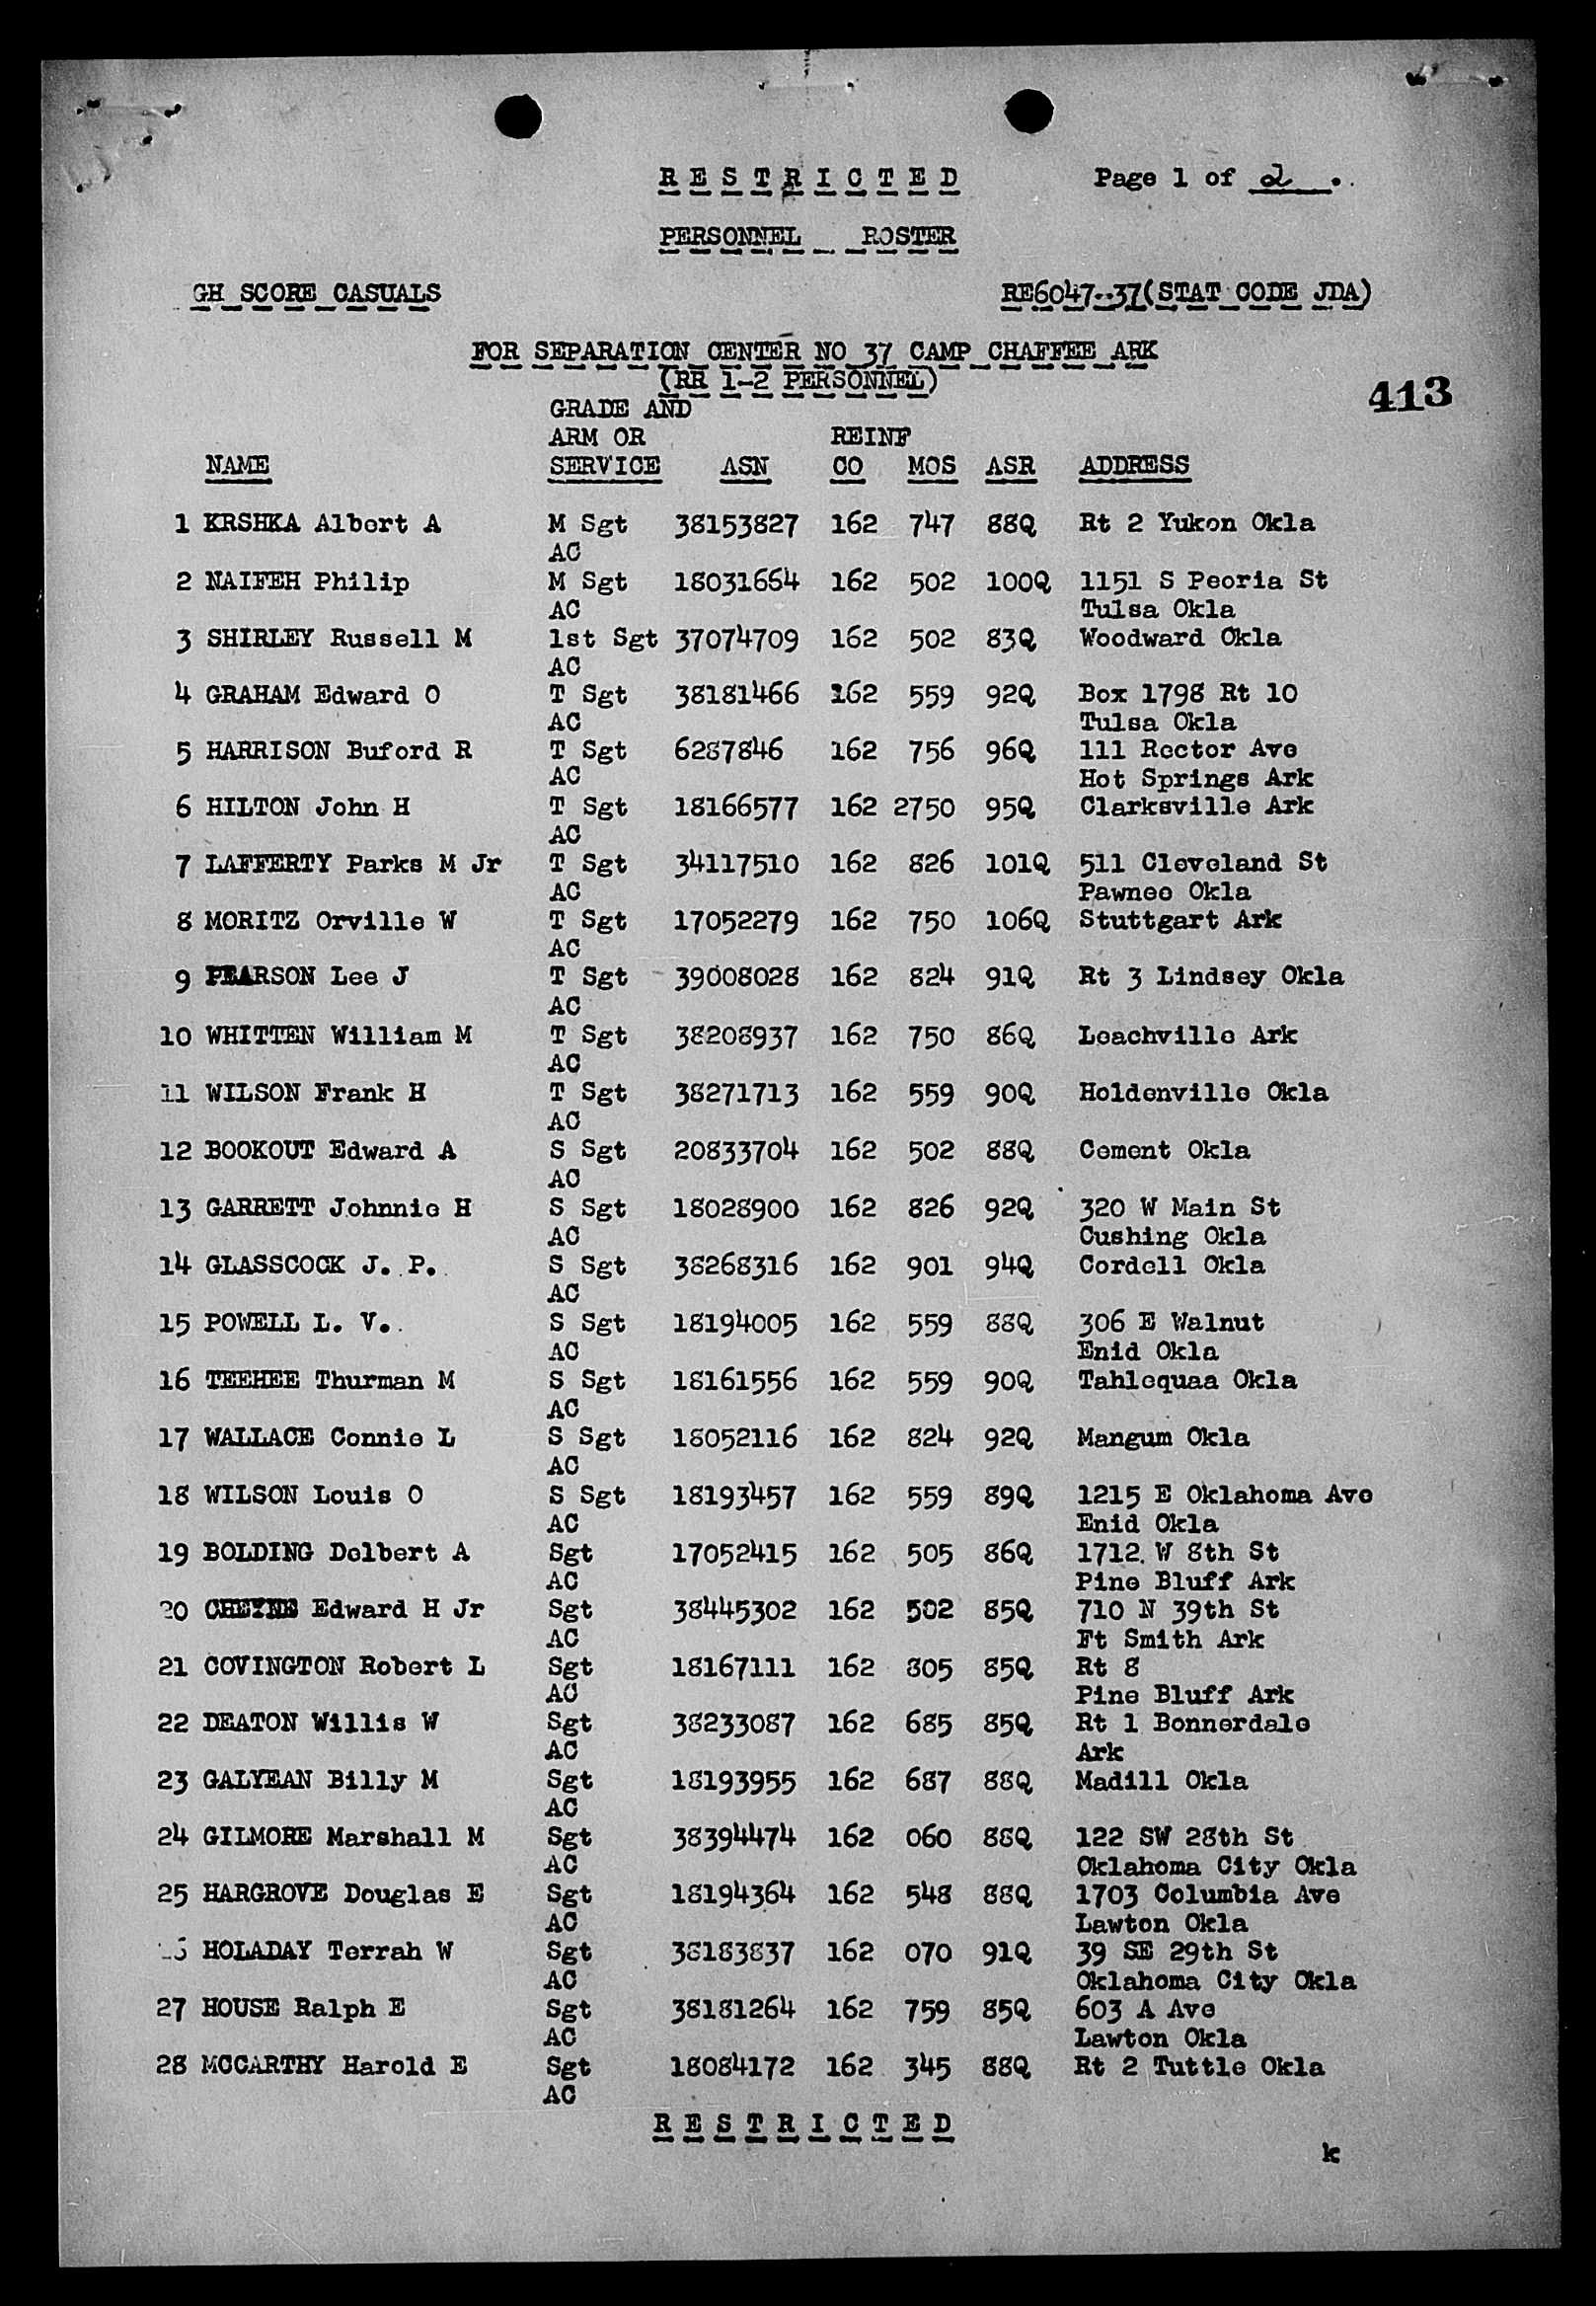 R E S T R I C T E D Page 1 of 2.
PERSONNEL ROSTER
GH SCORE CASUALS RE6047--37(STAT CODE JDA)
FOR SEPARATION CENTER NO 37 CAMP CHAFFEE ARK
(RR 1-2 PERSONNEL)
413
GRADE AND
ARM OR REINF
NAME SERVICE ASN CO MOS ASR ADDRESS
1 KRSHKA Albert A M Sgt 38153827 162 747 88Q Rt 2 Yukon Okla
AC
2 NAIFEH Philip M Sgt 18031664 162 502 100Q 1151 S Peoria St
AC Tulsa Okla
3 SHIRLEY Russell M 1st Sgt 37074709 162 502 83Q Woodward Okla
AC
4 GRAHAM Edward O T Sgt 38181466 162 559 92Q Box 1798 Rt 10
AC Tulsa Okla
5 HARRISON Buford R T Sgt 6287846 162 756 96Q 111 Rector Ave
AC Hot Springs Ark
6 HILTON John H T Sgt 18166577 162 2750 95Q Clarksville Ark
AC
7 LAFFERTY Parks M Jr T Sgt 34117510 162 826 101Q 511 Cleveland St
AC Pawnee Okla
8 MORITZ Orville W T Sgt 17052279 162 750 106Q Stuttgart Ark
AC
9 PEARSON Lee J T Sgt 39008028 162 824 91Q Rt 3 Lindsey Okla
AC
10 WHITTEN William M T Sgt 38208937 162 750 86Q Leachville Ark
AC
11 WILSON Frank H T Sgt 38271713 162 559 90Q Holdenville Okla
AC
12 BOOKOUT Edward A S Sgt 20833704 162 502 88Q Cement Okla
AC
13 GARRETT Johnnie H S Sgt 18028900 162 826 92Q 320 W Main St
AC Cushing Okla
14 GLASSCOCK J. P. S Sgt 38268316 162 901 94Q Cordell Okla
AC
15 POWELL L. V. S Sgt 18194005 162 559 88Q 306 E Walnut
AC Enid Okla
16 TEEHEE Thurman M S Sgt 18161556 162 559 90Q Tahlequaa Okla
AC
17 WALLACE Connie L S Sgt 18052116 162 824 92Q Mangum Okla
AC
18 WILSON Louis O S Sgt 18193457 162 559 89Q 1215 E Oklahoma Ave
AC Enid Okla
19 BOLDING Delbert A Sgt 17052415 162 505 86Q 1712 W 8th St
AC Pine Bluff Ark
20 CHEYNE Edward H Jr Sgt 38445302 162 502 85Q 710 N 39th St
AC Ft Smith Ark
21 COVINGTON Robert L Sgt 18167111 162 805 85Q Rt 8
AC Pine Bluff Ark
22 DEATON Willis W Sgt 38233087 162 685 85Q Rt 1 Bonnerdale
AC Ark
23 GALYEAN Billy M Sgt 18193955 162 687 88Q Madill Okla
AC
24 GILMORE Marshall M Sgt 38394474 162 060 88Q 122 SW 28th St
AC Oklahoma City Okla
25 HARGROVE Douglas E Sgt 18194364 162 548 88Q 1703 Columbia Ave
AC Lawton Okla
26 HOLADAY Terrah W Sgt 38183837 162 070 91Q 39 SE 29th St
AC Oklahoma City Okla
27 HOUSE Ralph E Sgt 38181264 162 759 85Q 603 A Ave
AC Lawton Okla
28 MCCARTHY Harold E Sgt 18084172 162 345 88Q Rt 2 Tuttle Okla
AC
R E S T R I C T E D
k